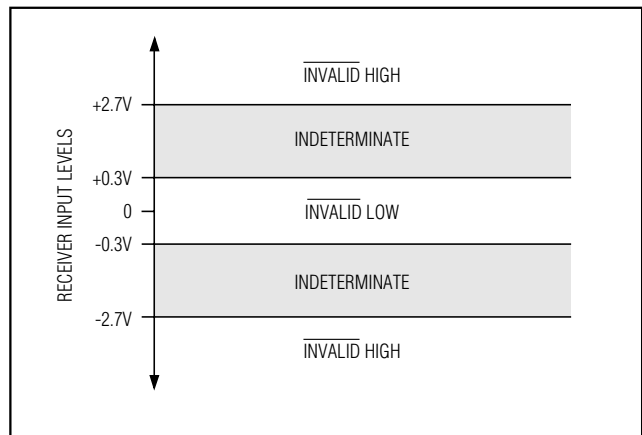 INVALID HIGH
+2.7V
INDETERMINATE
+0.3V
0 INVALID LOW
-0.3V
INDETERMINATE
-2.7V
INVALID HIGH
RECEIVER INPUT LEVELS